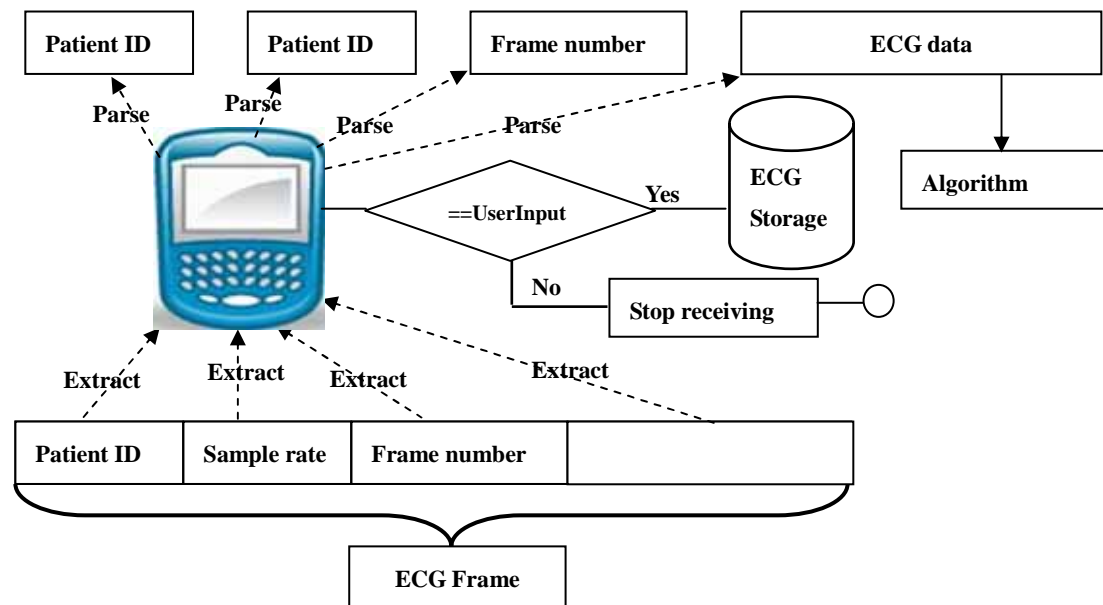 Patient ID
Patient ID
Frame number
ECG data
Parse
Parse
Parse
Parse
==UserInput
Yes
ECG
Storage
Algorithm
No
Stop receiving
Extract
Extract
Extract
Extract
Patient ID
Sample rate
Frame number
ECG Frame